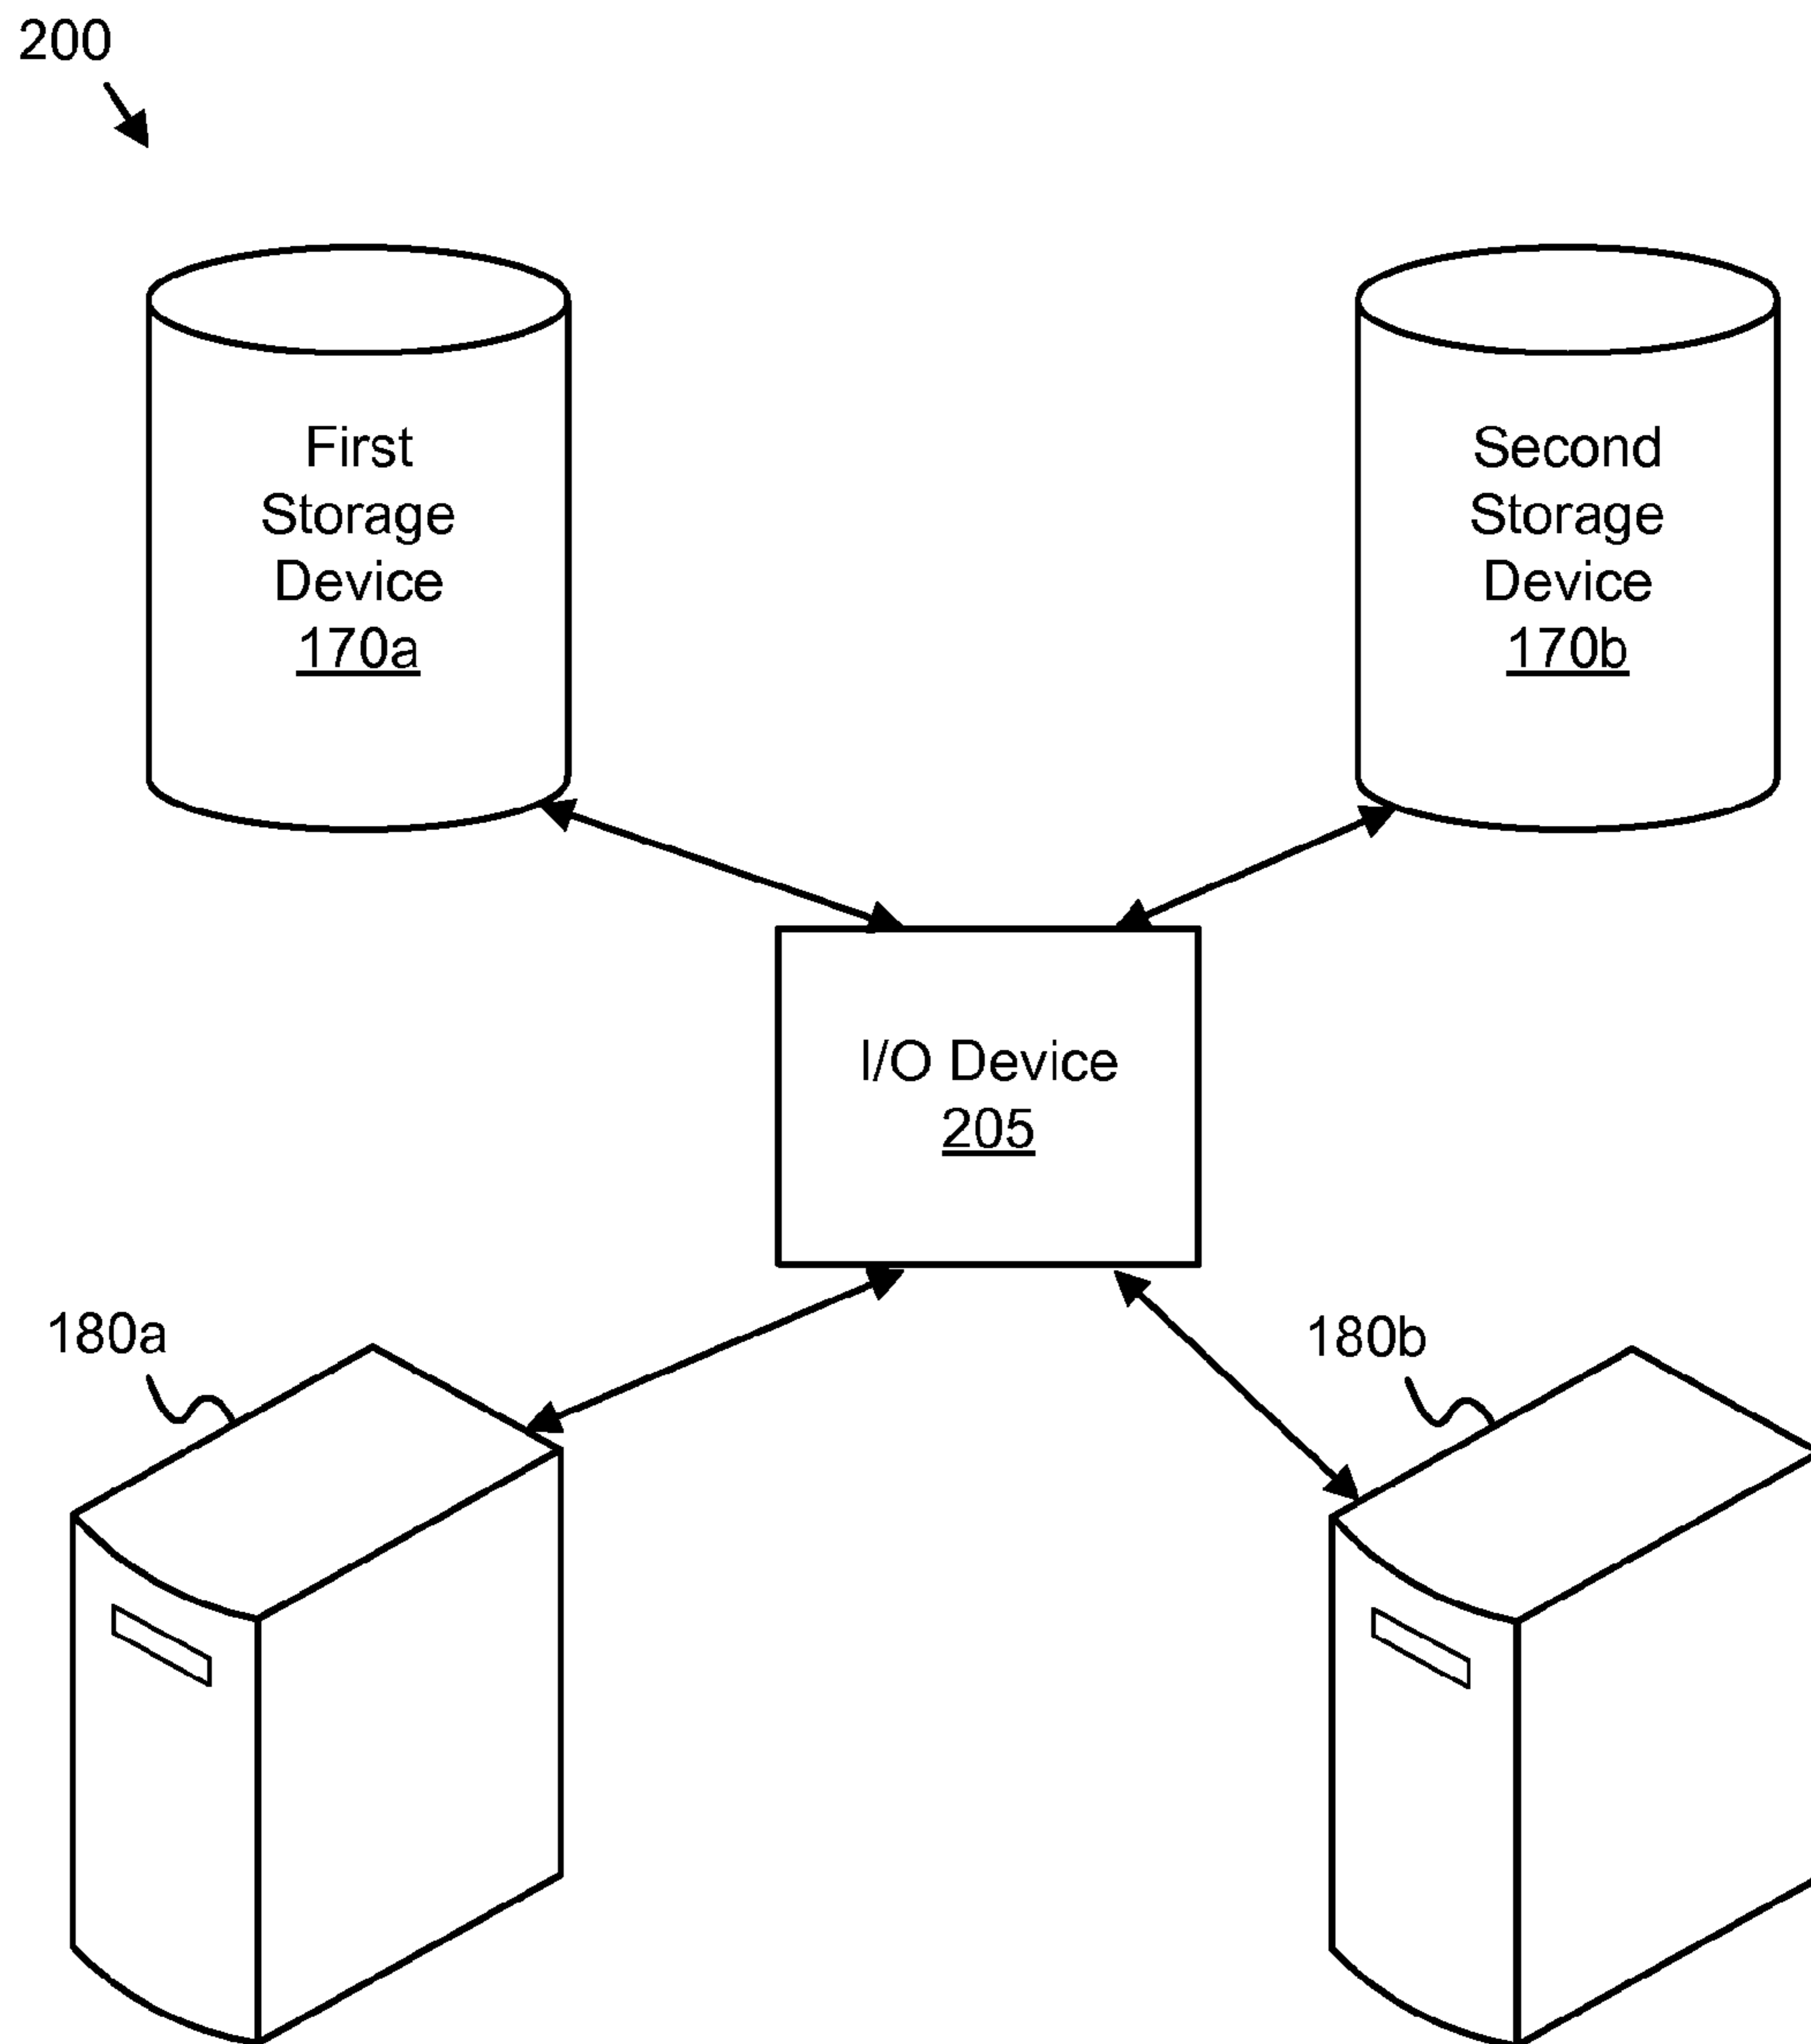 200
First
Storage
Device
170a
Second
Storage
Device
170b
I/O Device
205
180a
180b